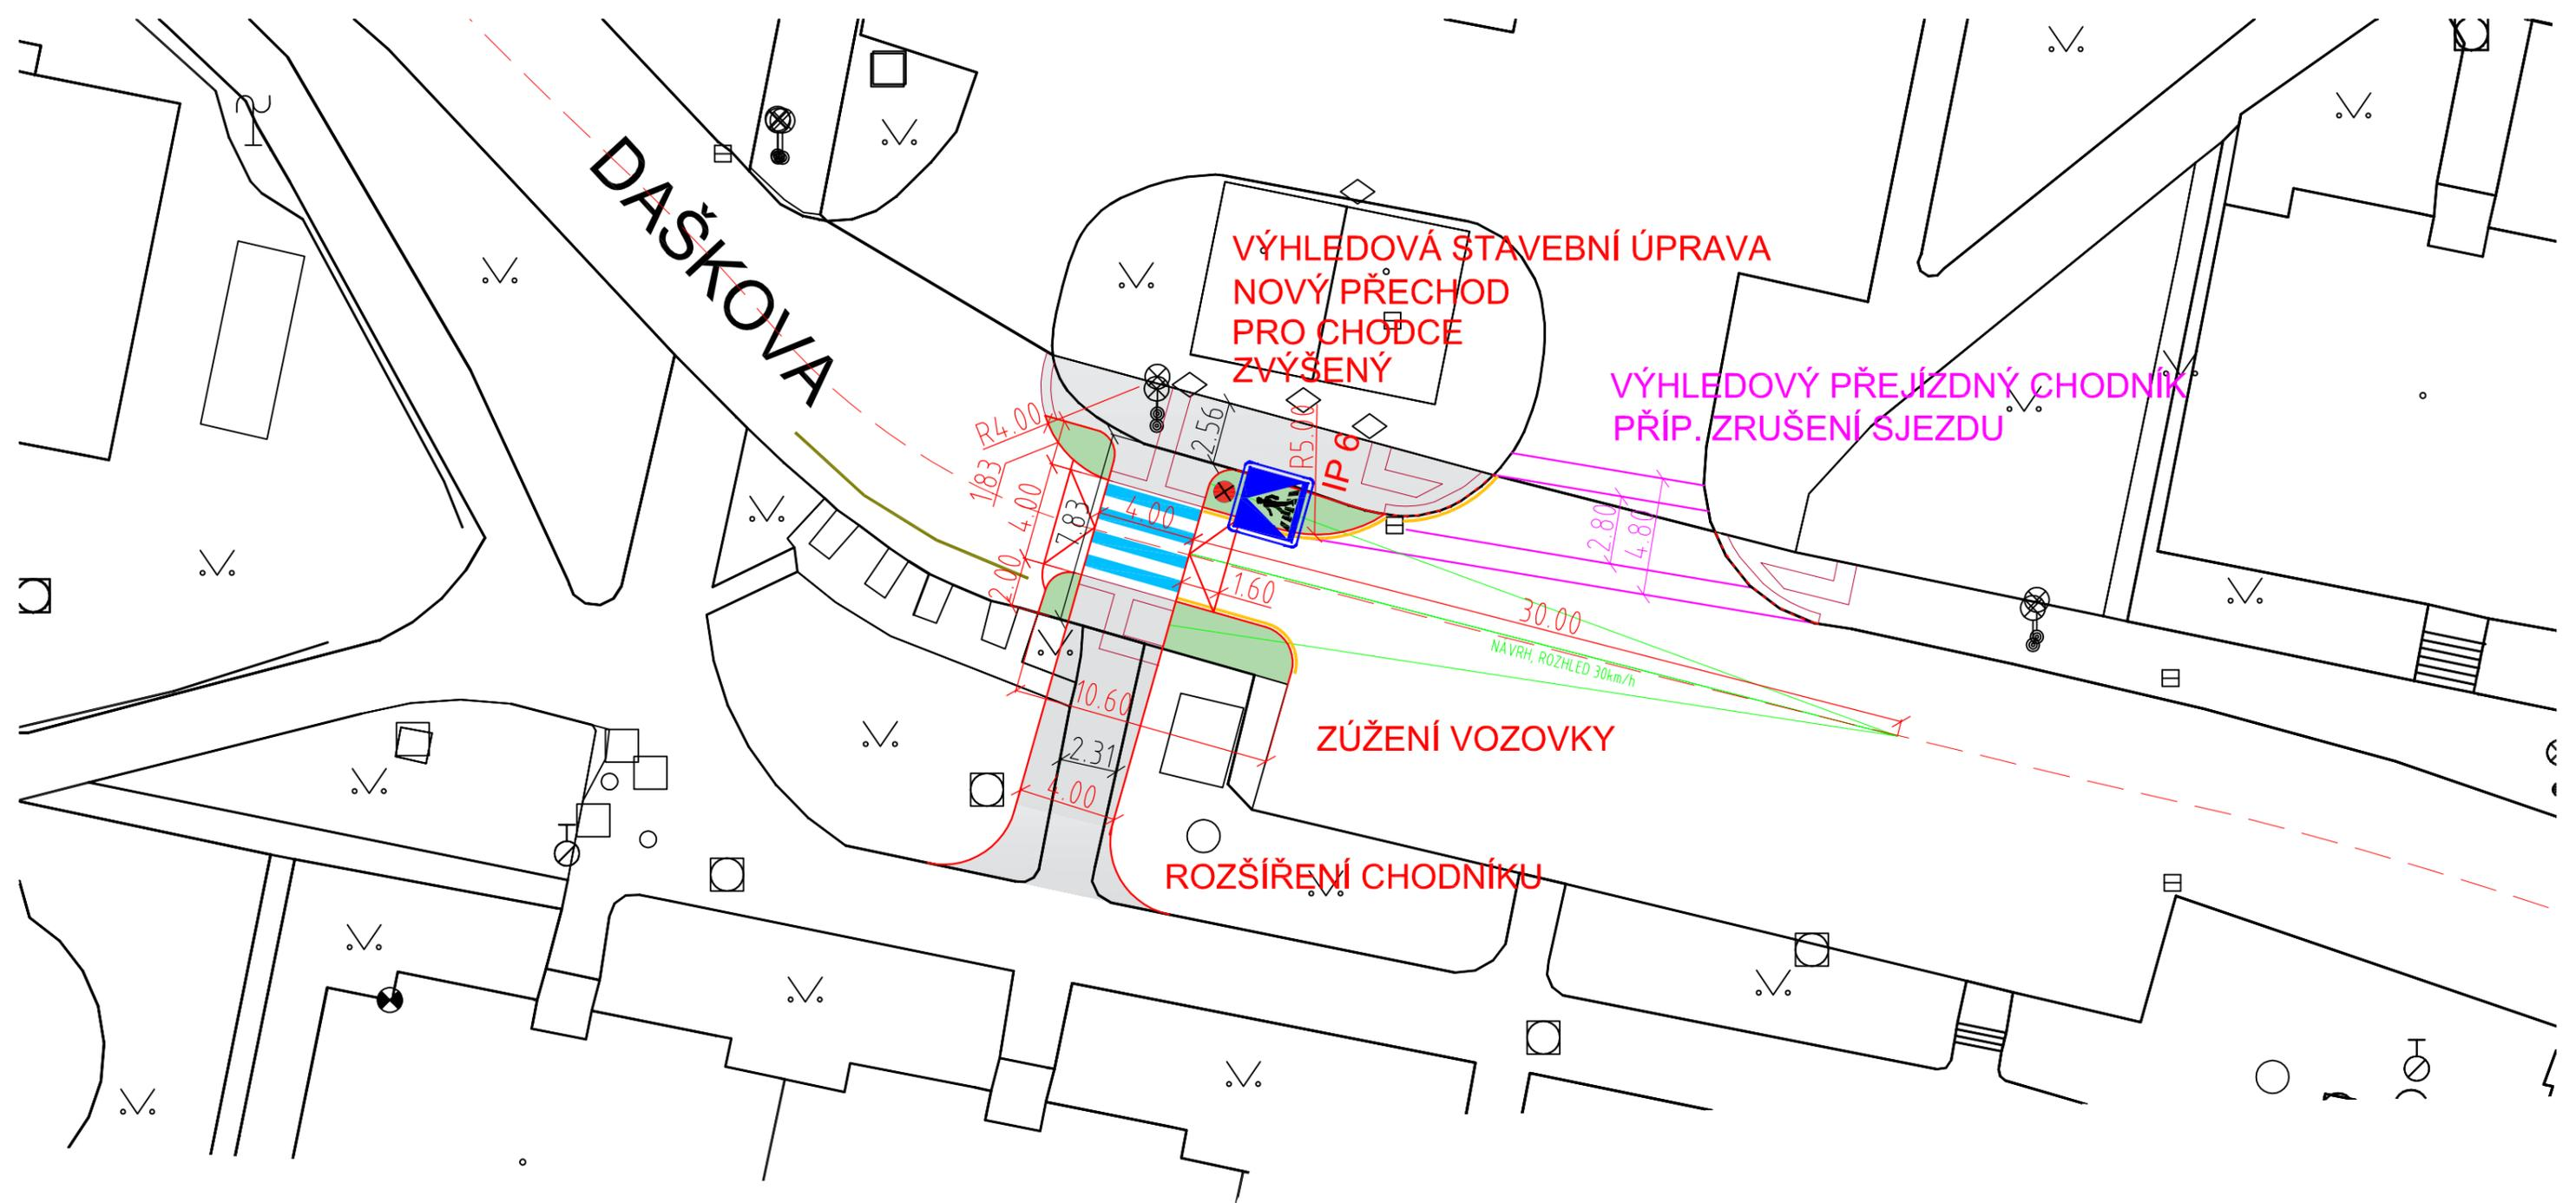 DAŠKOVA
VÝHLEDOVÁ STAVEBNÍ ÚPRAVA
NOVÝ PŘECHOD
PRO CHODCE
ZVÝŠENÝ
VÝHLEDOVÝ PŘEJÍZDNÝ CHODNÍK
PŘÍP. ZRUŠENÍ SJEZDU
R4.00
2.56
R5.00
IP 6
1.83
4.00
7.83
4.00
2.80
4.80
2.00
1.60
30.00
NÁVRH, ROZHLED 30km/h
10.60
ZÚŽENÍ VOZOVKY
2.31
4.00
ROZŠÍŘENÍ CHODNÍKU